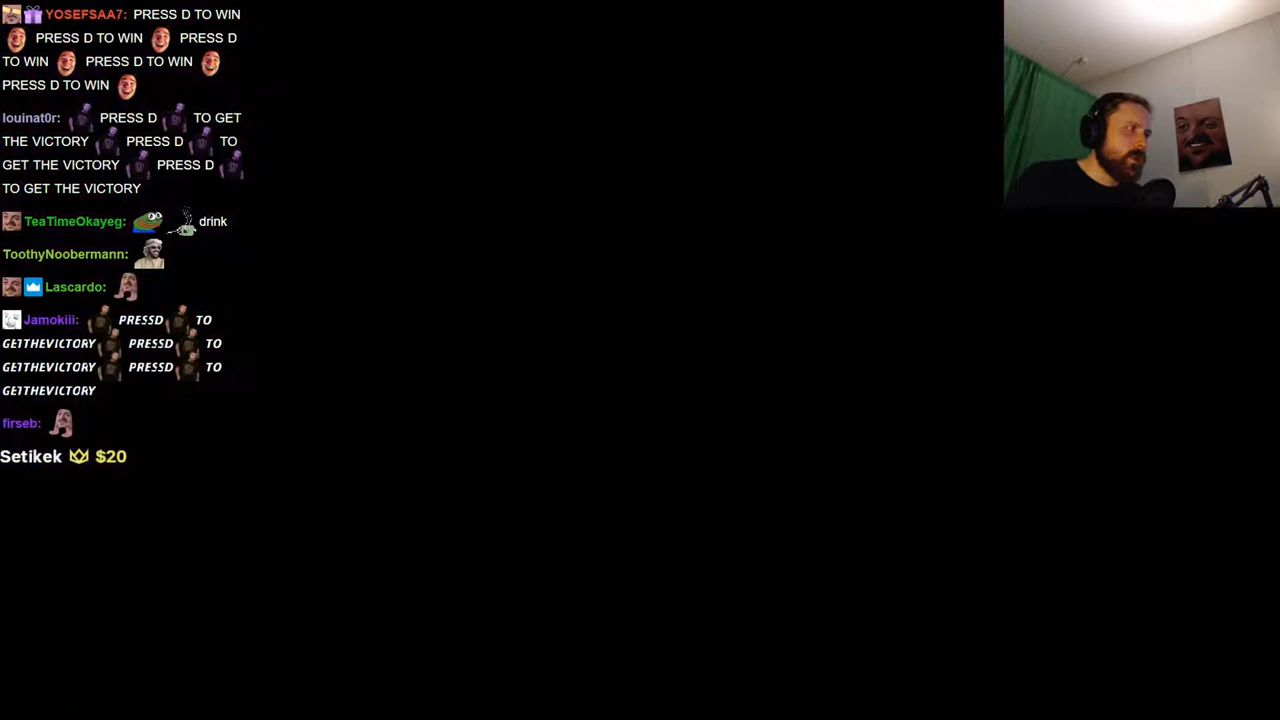 YOSEFSAA7: PRESS D TO WIN
PRESS D TO WIN PRESS D
TO WIN PRESS D TO WIN
PRESS D TO WIN
louinat0r: PRESS D TO GET
THE VICTORY PRESS D TO
GET THE VICTORY PRESS D
TO GET THE VICTORY
TeaTimeOkayeg: drink
ToothyNoobermann:
Lascardo:
Jamokiii: PRESSD TO
GETTHEVICTORY PRESSD TO
GETTHEVICTORY PRESSD TO
GETTHEVICTORY
firseb:
Setikek $20